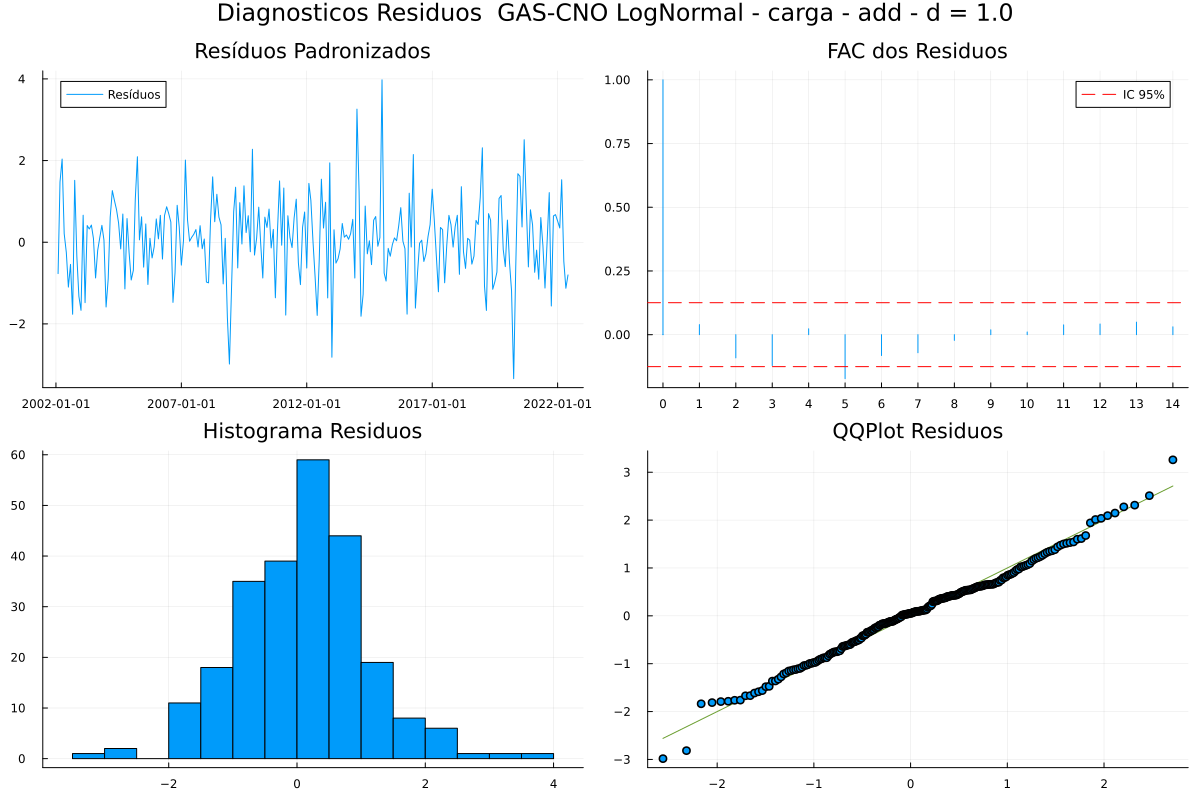 Diagnosticos Residuos  GAS-CNO LogNormal - carga - add - d = 1.0
Resíduos Padronizados
4
2
0
−2
Resíduos
2002-01-01 2007-01-01 2012-01-01 2017-01-01 2022-01-01
FAC dos Residuos
1.00
0.75
0.50
0.25
0.00
IC 95%
0 1 2 3 4 5 6 7 8 9 10 11 12 13 14
Histograma Residuos
60
50
40
30
20
10
0
−2 0 2 4
QQPlot Residuos
3
2
1
0
−1
−2
−3
−2 −1 0 1 2